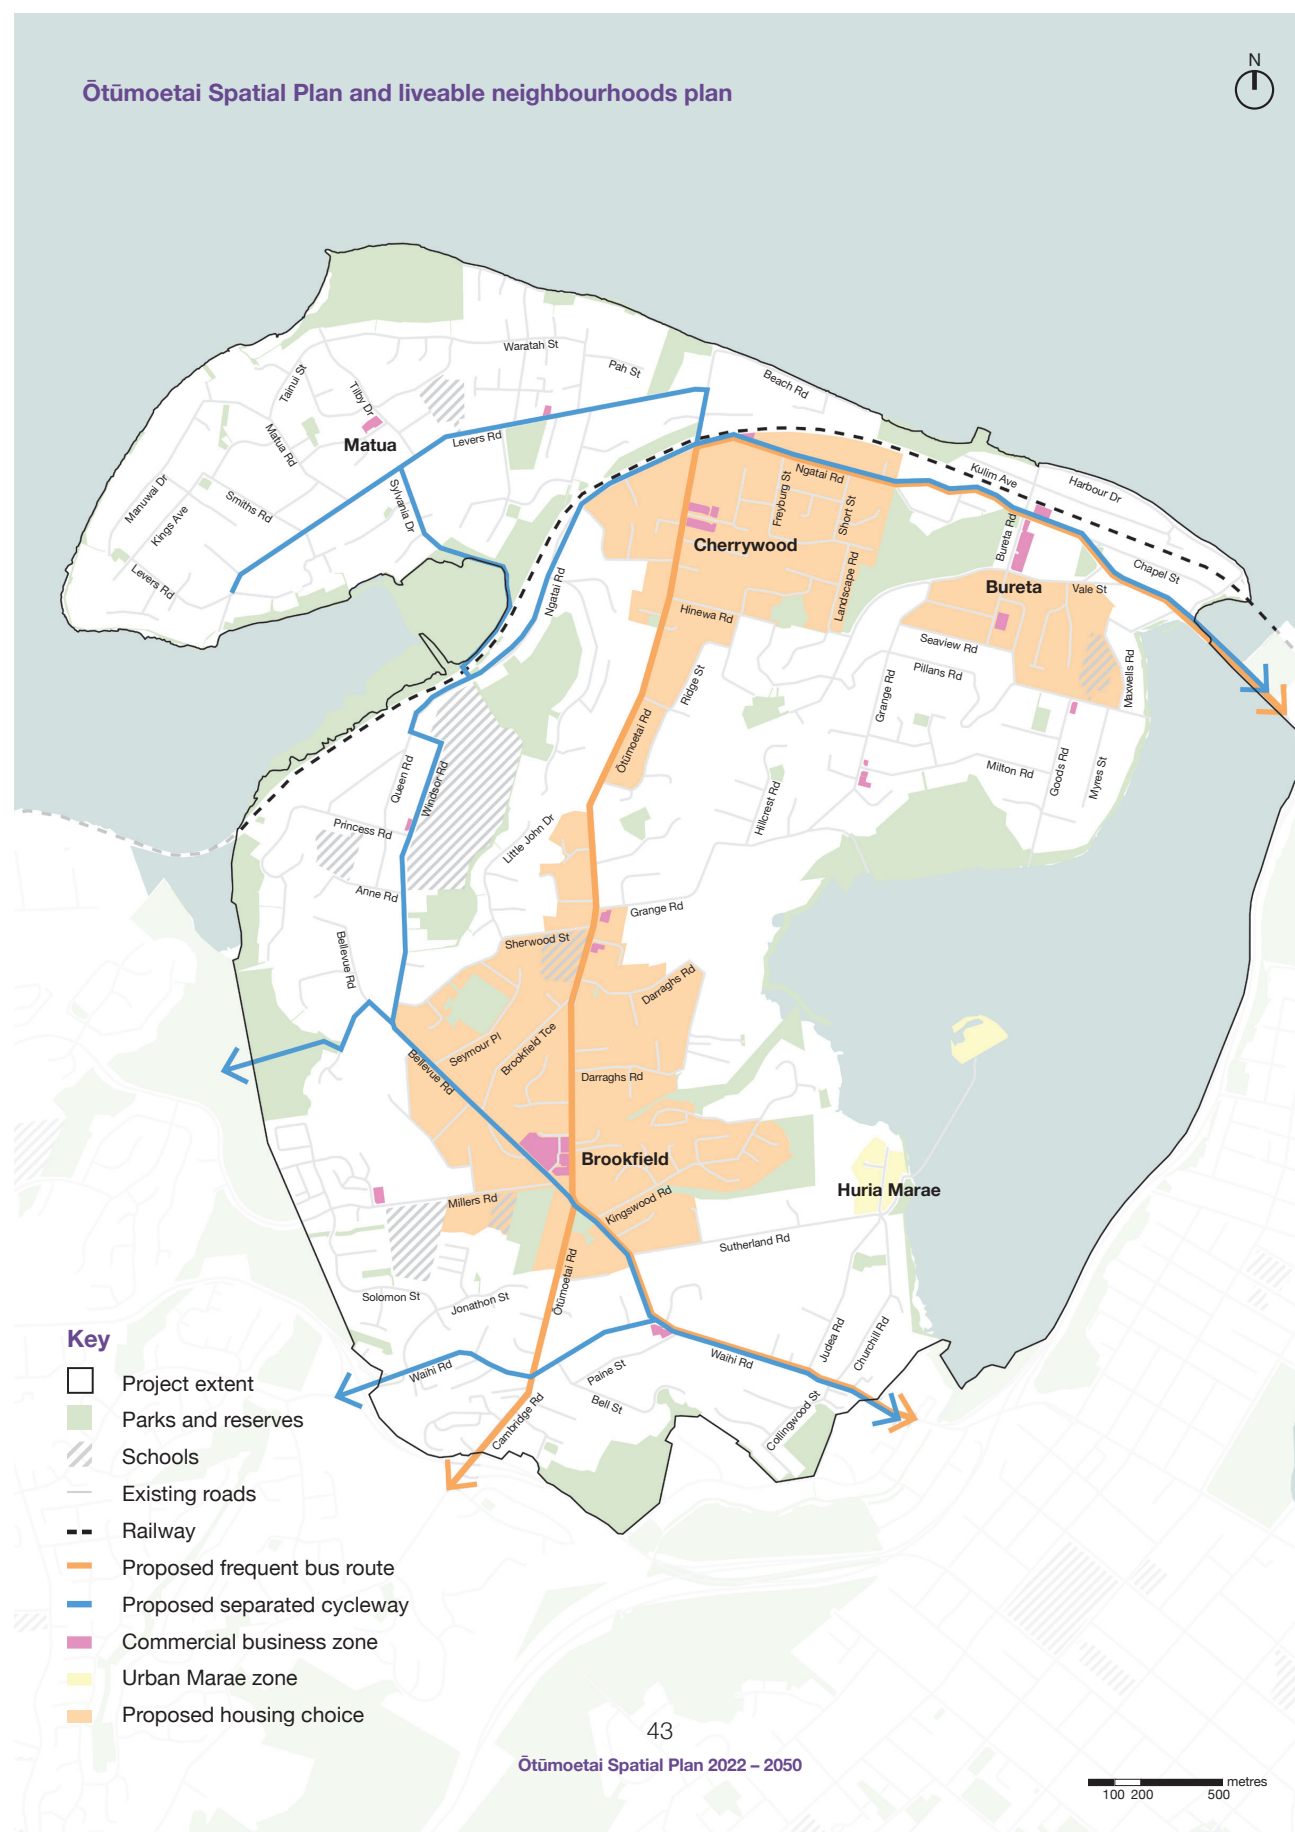 Ōtūmoetai Spatial Plan and liveable neighbourhoods plan
N
Waratah St
Pah St
Beach Rd
Tainui St
Tilby Dr
Matua
Levers Rd
Matua Rd
Manuwai Dr
Kings Ave
Smiths Rd
Sylvania Dr
Levers Rd
Ngatai Rd
Freyburg St
Short St
Cherrywood
Landscape Rd
Kulim Ave
Harbour Dr
Bureta Rd
Chapel St
Bureta
Vale St
Ngatai Rd
Hinewa Rd
Seaview Rd
Pillans Rd
Ridge St
Grange Rd
Maxwells Rd
Ōtūmoetai Rd
Queen Rd
Windsor Rd
Milton Rd
Goods Rd
Myres St
Hillcrest Rd
Princess Rd
Little John Dr
Anne Rd
Grange Rd
Sherwood St
Bellevue Rd
Darraghs Rd
Seymour Pl
Brookfield Tce
Bellevue Rd
Darraghs Rd
Brookfield
Huria Marae
Millers Rd
Kingswood Rd
Sutherland Rd
Ōtūmoetai Rd
Solomon St
Jonathon St
Judea Rd
Churchill Rd
Waihi Rd
Waihi Rd
Paine St
Bell St
Cambridge Rd
Collingwood St
Key
Project extent
Parks and reserves
Schools
Existing roads
Railway
Proposed frequent bus route
Proposed separated cycleway
Commercial business zone
Urban Marae zone
Proposed housing choice
43
Ōtūmoetai Spatial Plan 2022 – 2050
metres
100 200 500